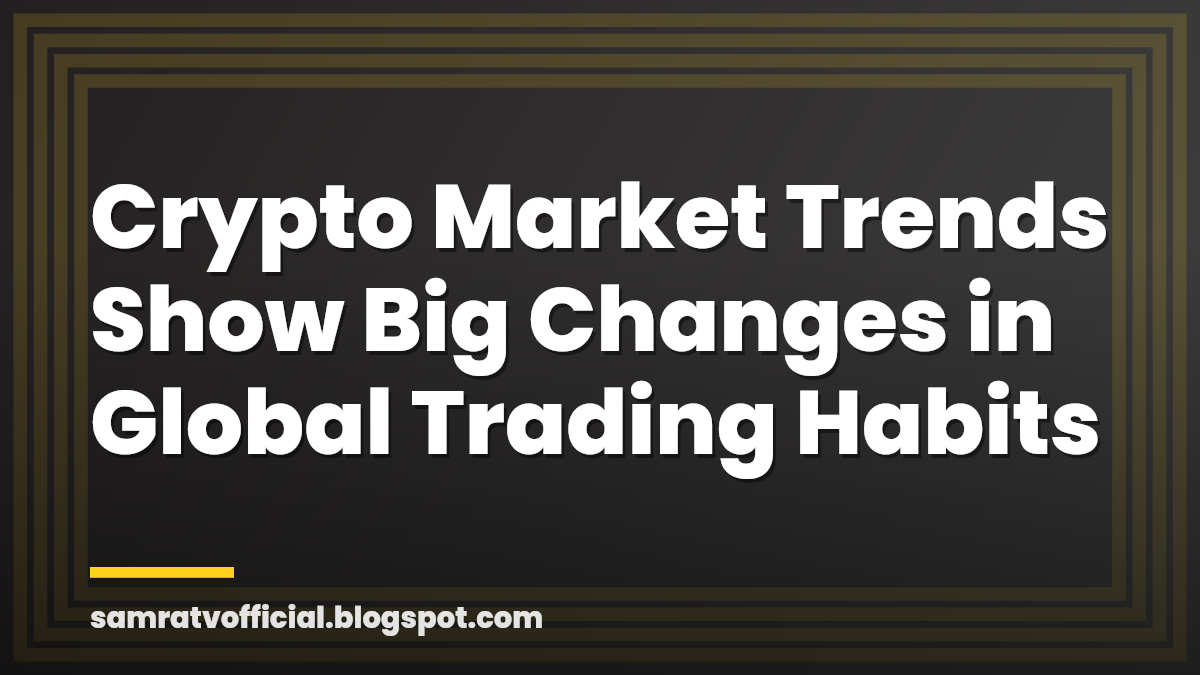 Crypto Market Trends
Show Big Changes in
Global Trading Habits
samratvofficial.blogspot.com